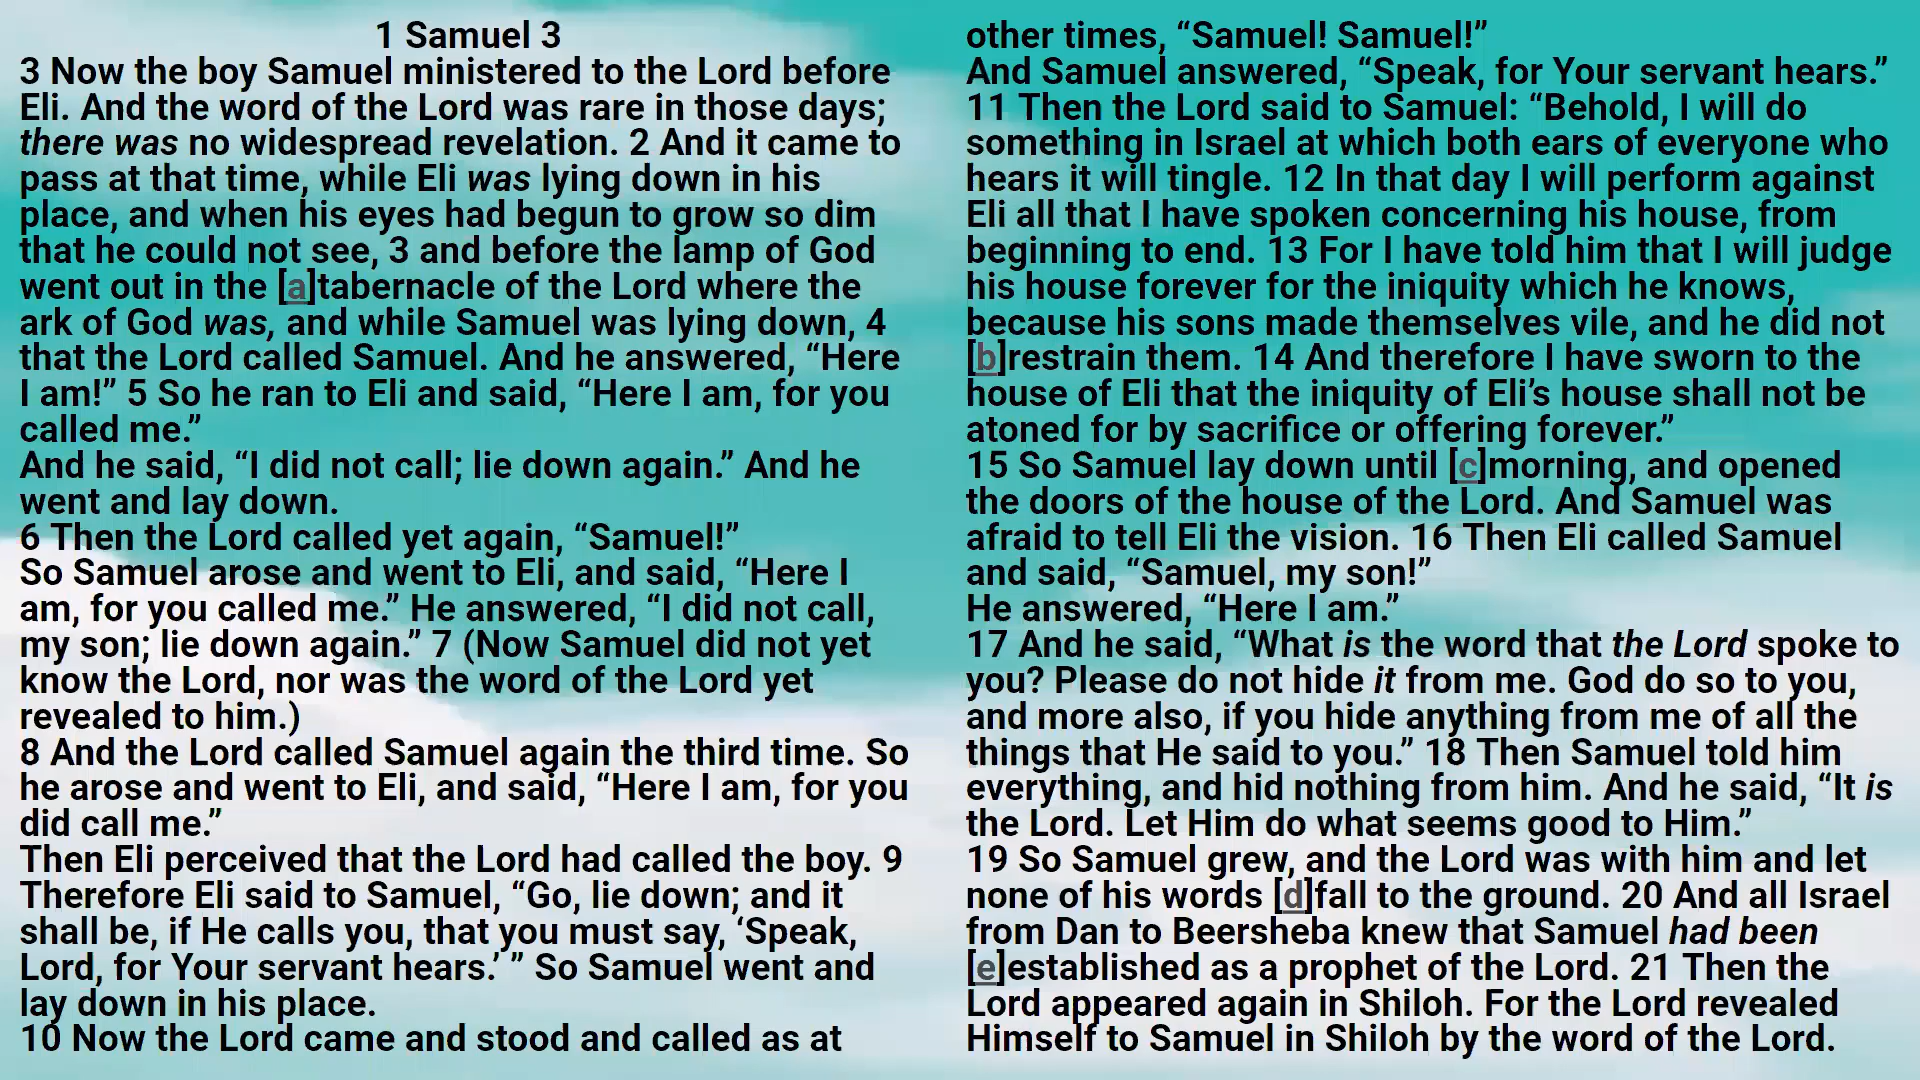 1 Samuel 3
3 Now the boy Samuel ministered to the Lord before
Eli. And the word of the Lord was rare in those days;
there was no widespread revelation. 2 And it came to
pass at that time, while Eli was lying down in his
place, and when his eyes had begun to grow so dim
that he could not see, 3 and before the lamp of God
went out in the [a]tabernacle of the Lord where the
ark of God was, and while Samuel was lying down, 4
that the Lord called Samuel. And he answered, “Here
I am!” 5 So he ran to Eli and said, “Here I am, for you
called me.”
And he said, “I did not call; lie down again.” And he
went and lay down.
6 Then the Lord called yet again, “Samuel!”
So Samuel arose and went to Eli, and said, “Here I
am, for you called me.” He answered, “I did not call,
my son; lie down again.” 7 (Now Samuel did not yet
know the Lord, nor was the word of the Lord yet
revealed to him.)
8 And the Lord called Samuel again the third time. So
he arose and went to Eli, and said, “Here I am, for you
did call me.”
Then Eli perceived that the Lord had called the boy. 9
Therefore Eli said to Samuel, “Go, lie down; and it
shall be, if He calls you, that you must say, ‘Speak,
Lord, for Your servant hears.’ ” So Samuel went and
lay down in his place.
10 Now the Lord came and stood and called as at
other times, “Samuel! Samuel!”
And Samuel answered, “Speak, for Your servant hears.”
11 Then the Lord said to Samuel: “Behold, I will do
something in Israel at which both ears of everyone who
hears it will tingle. 12 In that day I will perform against
Eli all that I have spoken concerning his house, from
beginning to end. 13 For I have told him that I will judge
his house forever for the iniquity which he knows,
because his sons made themselves vile, and he did not
[b]restrain them. 14 And therefore I have sworn to the
house of Eli that the iniquity of Eli’s house shall not be
atoned for by sacrifice or offering forever.”
15 So Samuel lay down until [c]morning, and opened
the doors of the house of the Lord. And Samuel was
afraid to tell Eli the vision. 16 Then Eli called Samuel
and said, “Samuel, my son!”
He answered, “Here I am.”
17 And he said, “What is the word that the Lord spoke to
you? Please do not hide it from me. God do so to you,
and more also, if you hide anything from me of all the
things that He said to you.” 18 Then Samuel told him
everything, and hid nothing from him. And he said, “It is
the Lord. Let Him do what seems good to Him.”
19 So Samuel grew, and the Lord was with him and let
none of his words [d]fall to the ground. 20 And all Israel
from Dan to Beersheba knew that Samuel had been
[e]established as a prophet of the Lord. 21 Then the
Lord appeared again in Shiloh. For the Lord revealed
Himself to Samuel in Shiloh by the word of the Lord.